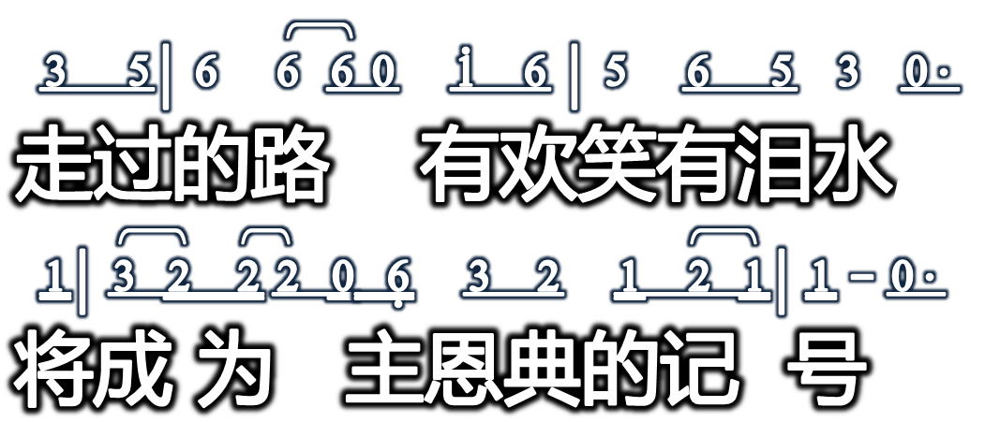 3 5 | 6 6 6 0 i 6 | 5 6 5 3 0·
走过的路 有欢笑有泪水
1 | 3 2 2 2 0 6̣ 3 2 1 2 1 | 1 - 0·
将成为 主恩典的记号